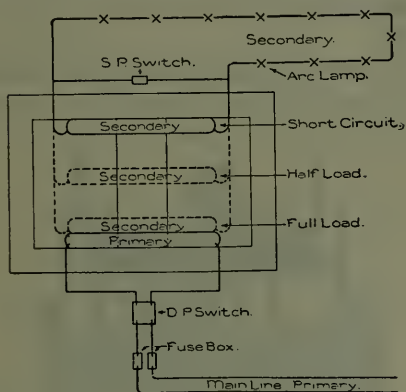 Secondary.
S P. Switch.
Arc Lamp.
Secondary
Short Circuit.
Secondary
Half Load.
Secondary
Full Load.
Primary
D P Switch.
Fuse Box.
Main Line Primary.